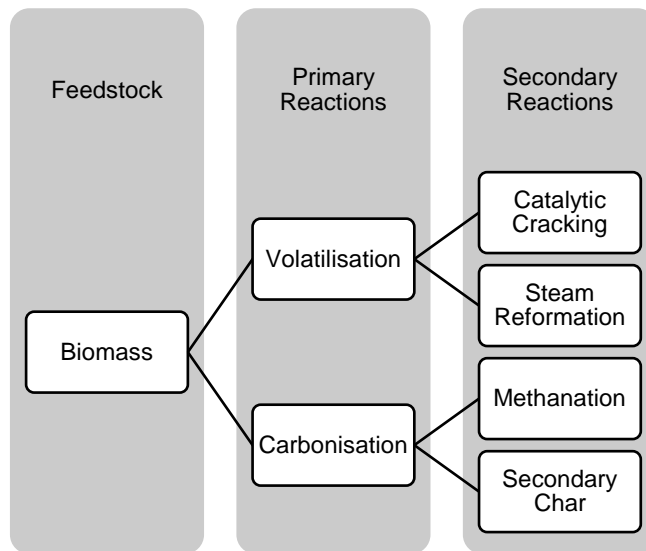 Feedstock
Primary
Reactions
Secondary
Reactions
Biomass
Volatilisation
Carbonisation
Catalytic
Cracking
Steam
Reformation
Methanation
Secondary
Char